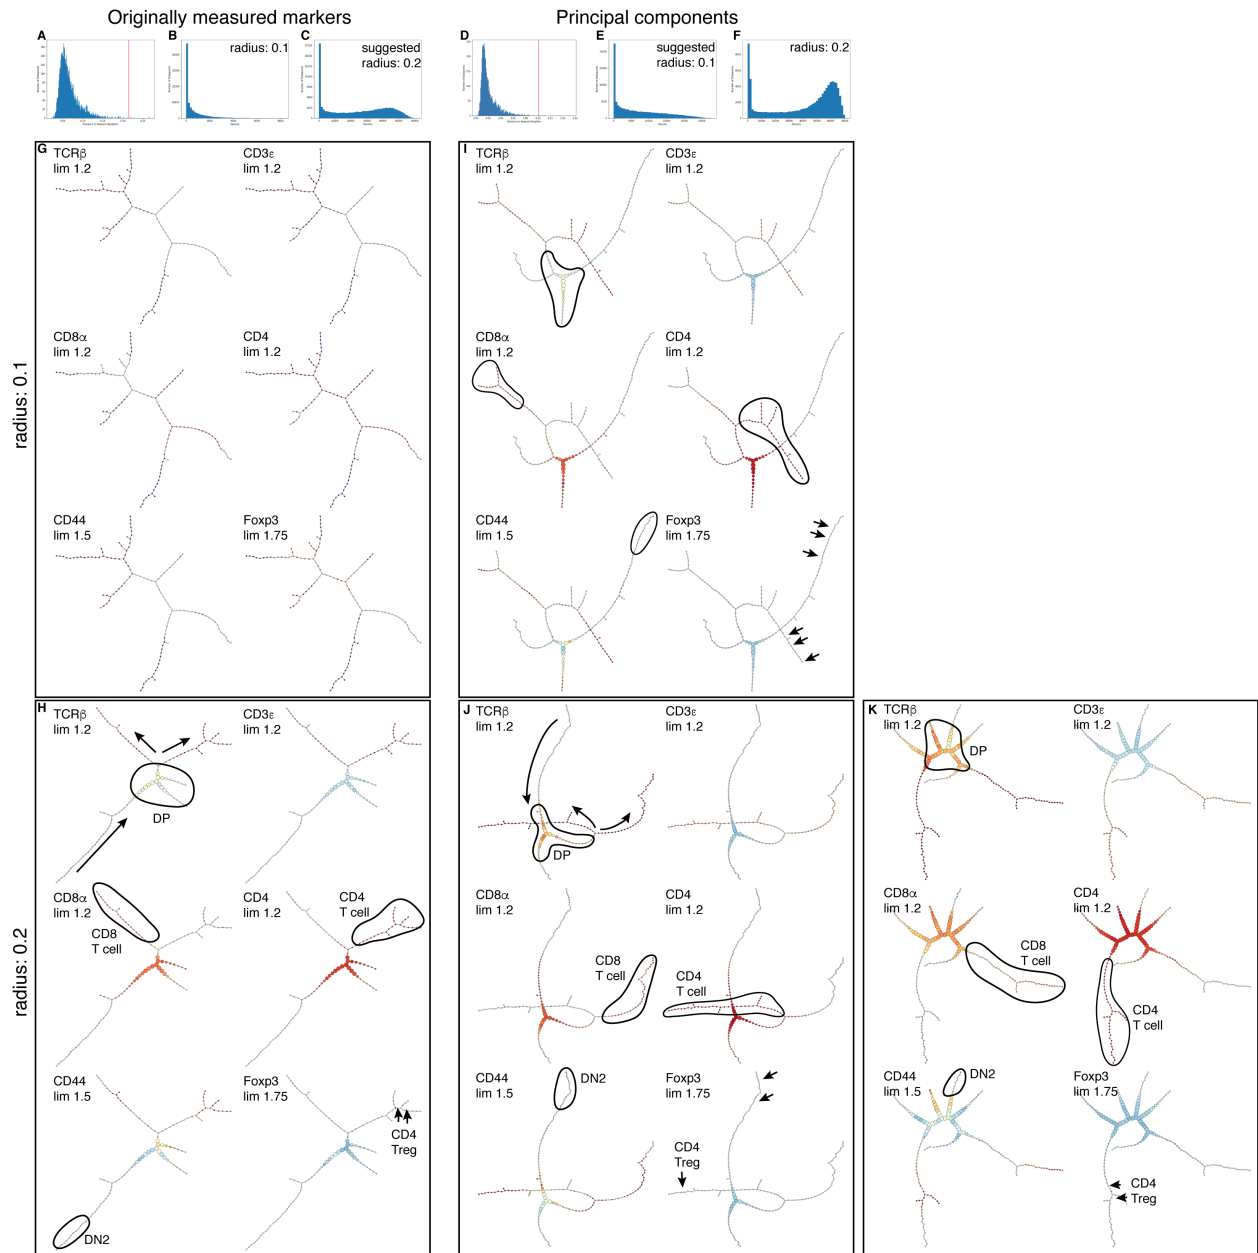 Originally measured markers
Principal components
A
B
radius: 0.1
C
suggested
radius: 0.2
D
E
suggested
radius: 0.1
F
radius: 0.2
radius: 0.1
G
TCRβ
lim 1.2
CD3ε
lim 1.2
CD8α
lim 1.2
CD4
lim 1.2
CD44
lim 1.5
Foxp3
lim 1.75
I
TCRβ
lim 1.2
CD3ε
lim 1.2
CD8α
lim 1.2
CD4
lim 1.2
CD44
lim 1.5
Foxp3
lim 1.75
radius: 0.2
H
TCRβ
lim 1.2
DP
CD3ε
lim 1.2
CD8α
lim 1.2
CD8
T cell
CD4
lim 1.2
CD4
T cell
CD44
lim 1.5
DN2
Foxp3
lim 1.75
CD4
Treg
J
TCRβ
lim 1.2
DP
CD3ε
lim 1.2
CD8α
lim 1.2
CD8
T cell
CD4
lim 1.2
CD4
T cell
CD44
lim 1.5
DN2
Foxp3
lim 1.75
CD4
Treg
K
TCRβ
lim 1.2
DP
CD3ε
lim 1.2
CD8α
lim 1.2
CD8
T cell
CD4
lim 1.2
CD4
T cell
CD44
lim 1.5
DN2
Foxp3
lim 1.75
CD4
Treg